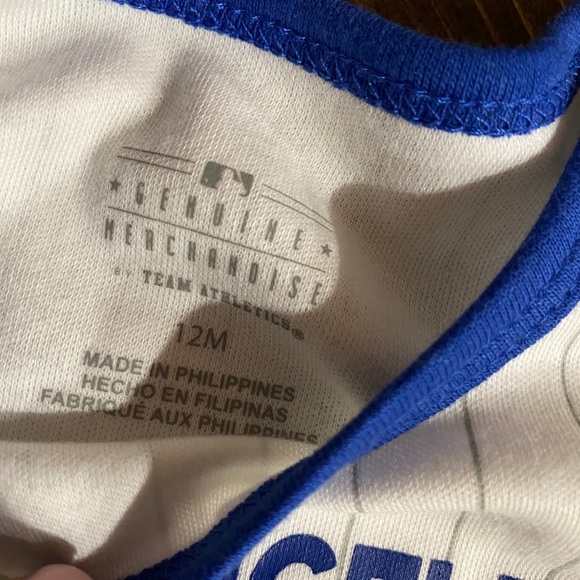 ★ GENUINE ★
MERCHANDISE
BY TEAM ATHLETICS®
12M
MADE IN PHILIPPINES
HECHO EN FILIPINAS
FABRIQUÉ AUX PHILIPPINES